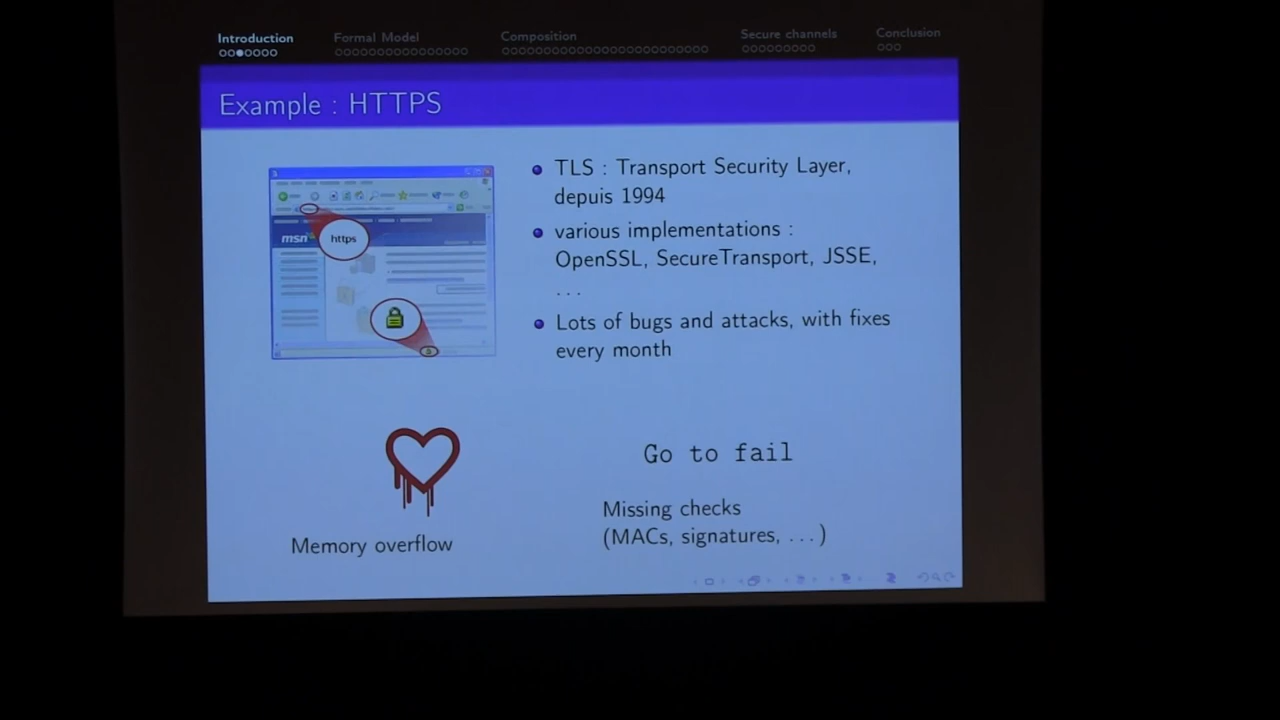 Introduction
Formal Model
Composition
Secure channels
Conclusion
Example : HTTPS
TLS : Transport Security Layer,
depuis 1994
various implementations :
OpenSSL, SecureTransport, JSSE,
...
Lots of bugs and attacks, with fixes
every month
msn
https
Go to fail
Missing checks
(MACs, signatures, ...)
Memory overflow